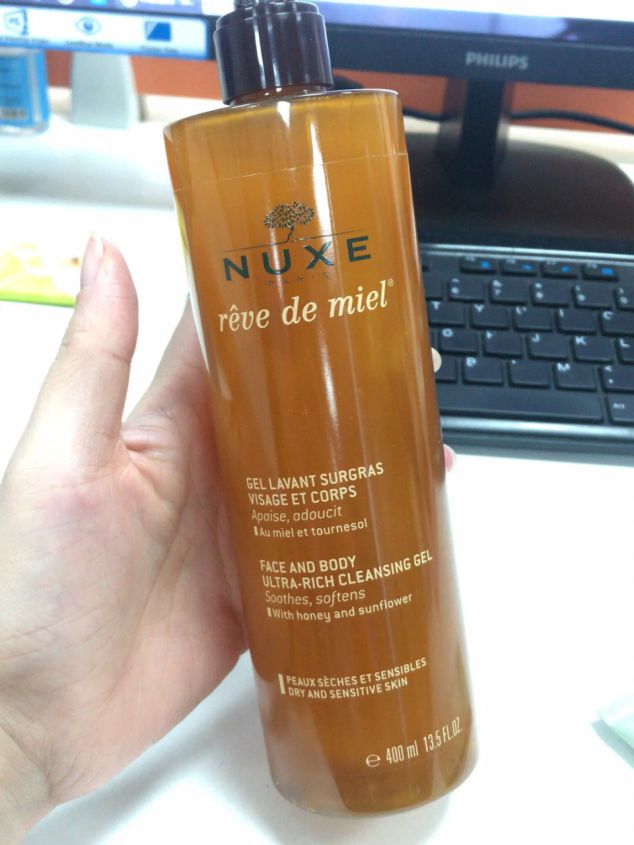 PHILIPS
NUXE
PARIS
rêve de miel®
GEL LAVANT SURGRAS
VISAGE ET CORPS
Apaise, adoucit
Au miel et tournesol
FACE AND BODY
ULTRA-RICH CLEANSING GEL
Soothes, softens
With honey and sunflower
PEAUX SÈCHES ET SENSIBLES
DRY AND SENSITIVE SKIN
℮ 400 ml 13.5 FL.OZ.
Alt